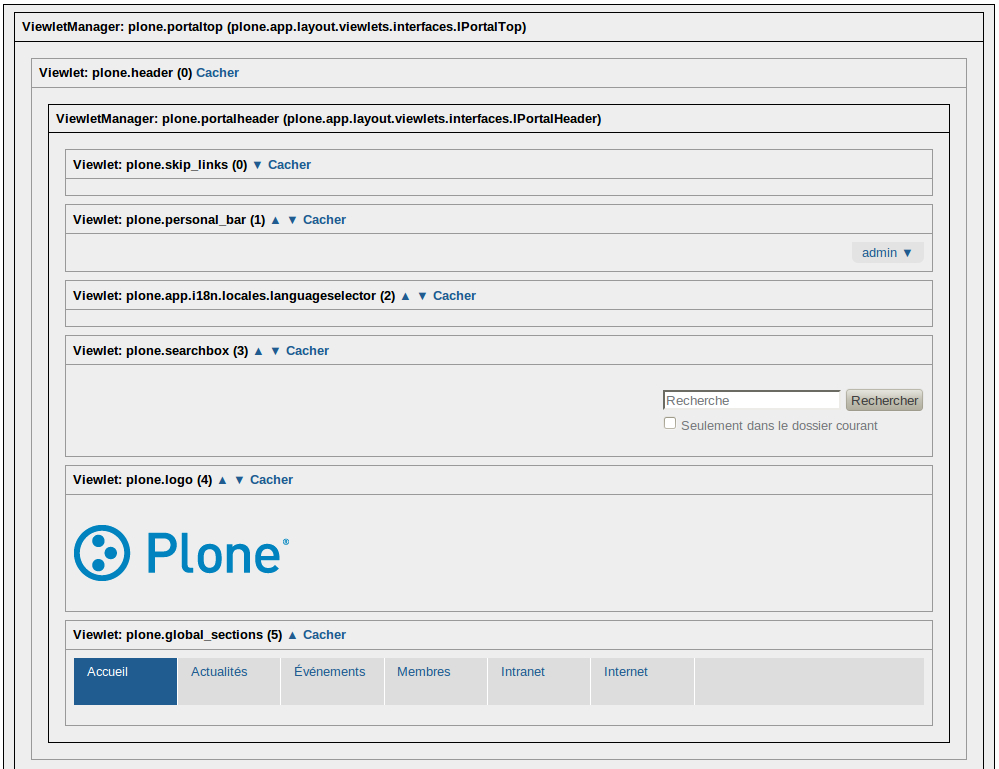 ViewletManager: plone.portaltop (plone.app.layout.viewlets.interfaces.IPortalTop)
Viewlet: plone.header (0) Cacher
ViewletManager: plone.portalheader (plone.app.layout.viewlets.interfaces.IPortalHeader)
Viewlet: plone.skip_links (0) ▼ Cacher
Viewlet: plone.personal_bar (1) ▲ ▼ Cacher
admin ▼
Viewlet: plone.app.i18n.locales.languageselector (2) ▲ ▼ Cacher
Viewlet: plone.searchbox (3) ▲ ▼ Cacher
Recherche Rechercher
Seulement dans le dossier courant
Viewlet: plone.logo (4) ▲ ▼ Cacher
Plone®
Viewlet: plone.global_sections (5) ▲ Cacher
Accueil Actualités Événements Membres Intranet Internet